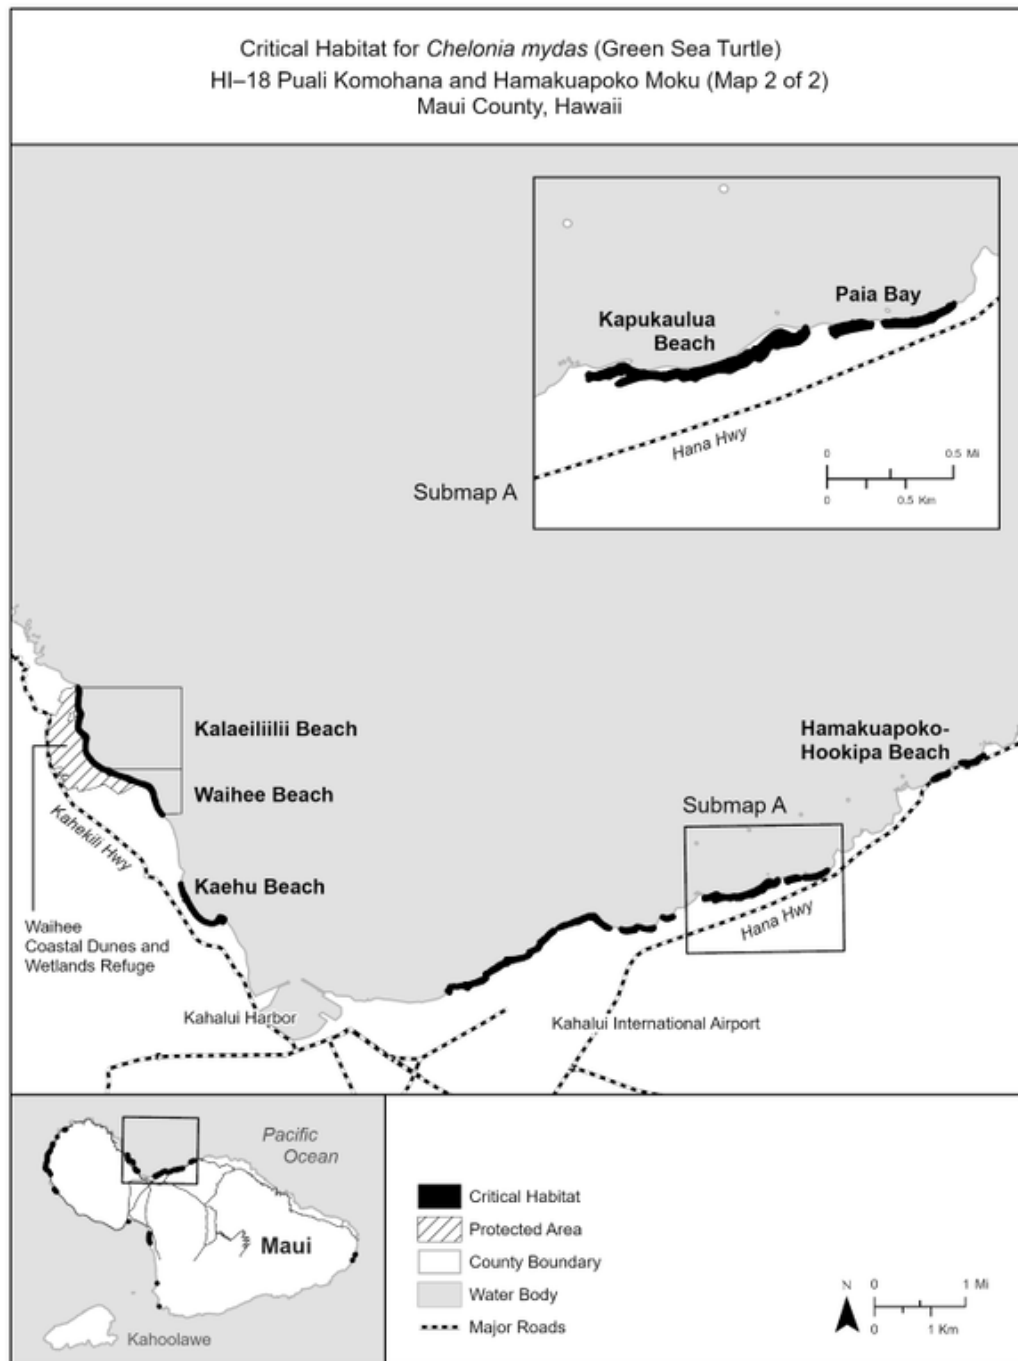 Critical Habitat for Chelonia mydas (Green Sea Turtle)
HI–18 Puali Komohana and Hamakuapoko Moku (Map 2 of 2)
Maui County, Hawaii
Paia Bay
Kapukaulua
Beach
Hana Hwy
0 0.5 Mi
0 0.5 Km
Submap A
Kalaeiliilii Beach
Waihee Beach
Kahekili Hwy
Kaehu Beach
Waihee
Coastal Dunes and
Wetlands Refuge
Hamakuapoko-
Hookipa Beach
Submap A
Hana Hwy
Kahalui Harbor
Kahalui International Airport
Pacific
Ocean
Maui
Kahoolawe
Critical Habitat
Protected Area
County Boundary
Water Body
Major Roads
N
0 1 Mi
0 1 Km